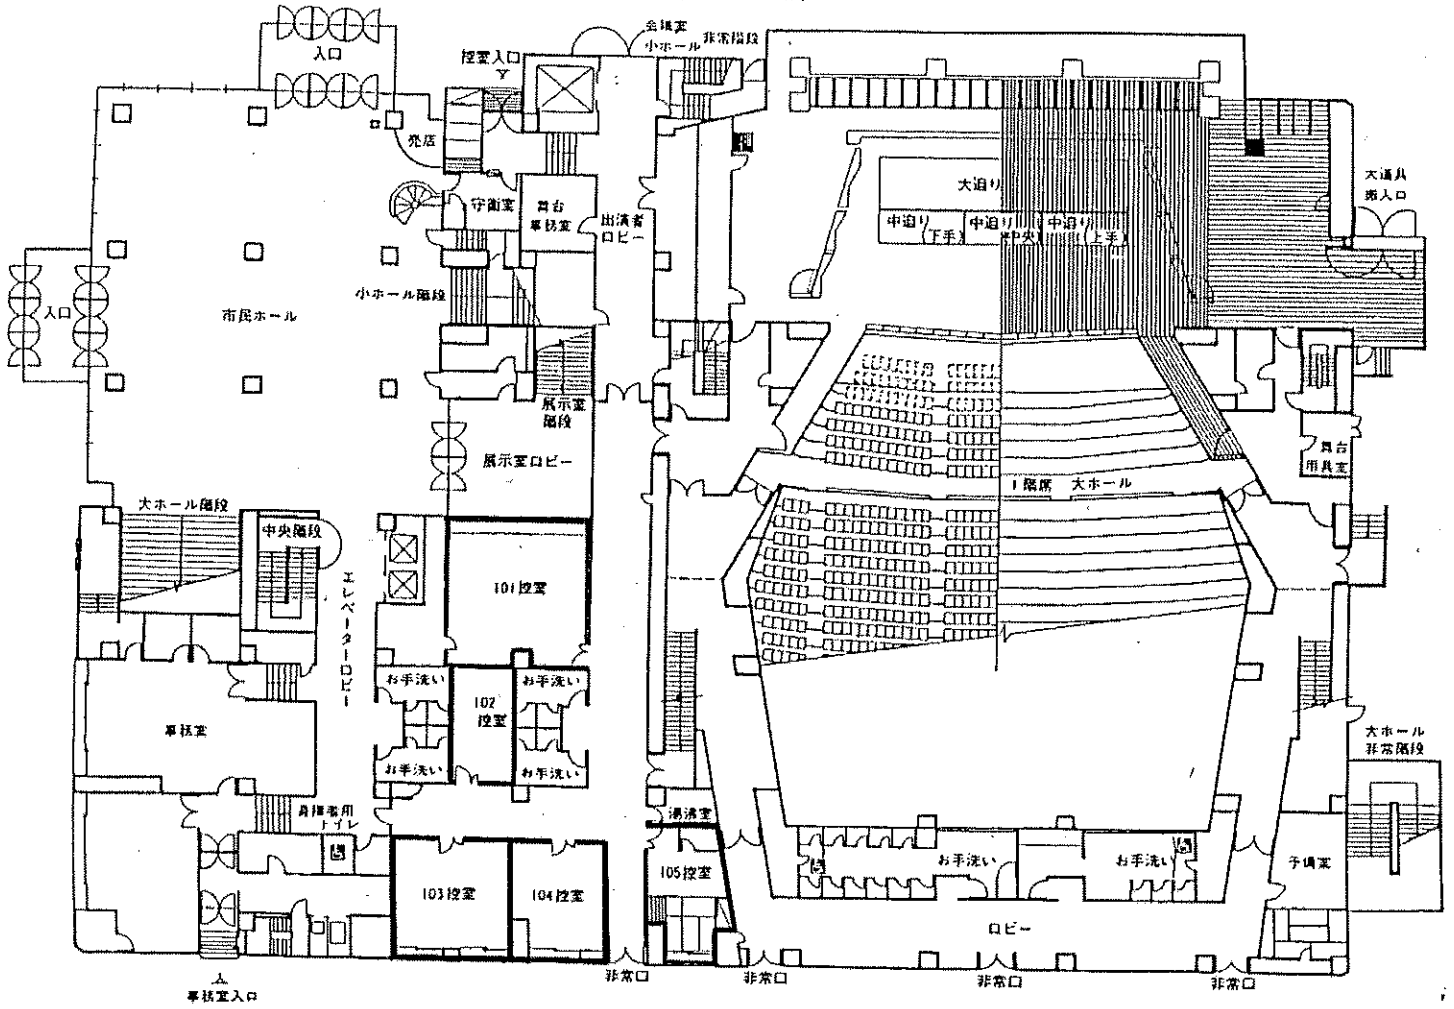 入口
控室入口
会議室
小ホール
非常階段
売店
守衛室
舞台
事務室
出演者
ロビー
大迫り
中迫り
(下手)
中迫り
(中央)
中迫り
(上手)
大道具
搬入口
入口
市民ホール
小ホール階段
展示室
階段
展示室ロビー
舞台
用具室
1階席 大ホール
大ホール階段
中央階段
エレベーターロビー
101控室
お手洗い
102
控室
お手洗い
事務室
お手洗い
お手洗い
大ホール
非常階段
身障者用
トイレ
湯沸室
103控室
104控室
105控室
お手洗い
お手洗い
予備室
ロビー
非常口
非常口
非常口
非常口
事務室入口